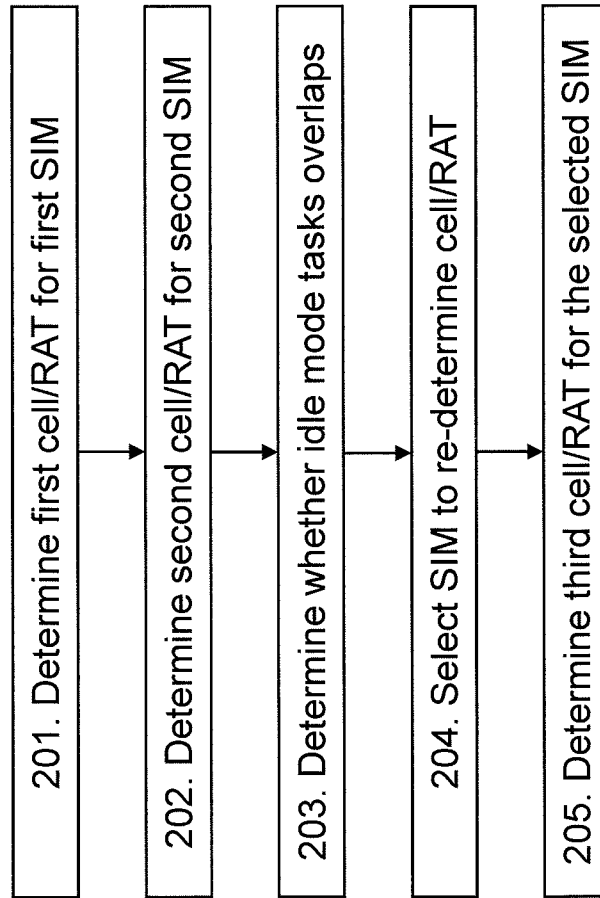 201. Determine first cell/RAT for first SIM
202. Determine second cell/RAT for second SIM
203. Determine whether idle mode tasks overlaps
204. Select SIM to re-determine cell/RAT
205. Determine third cell/RAT for the selected SIM